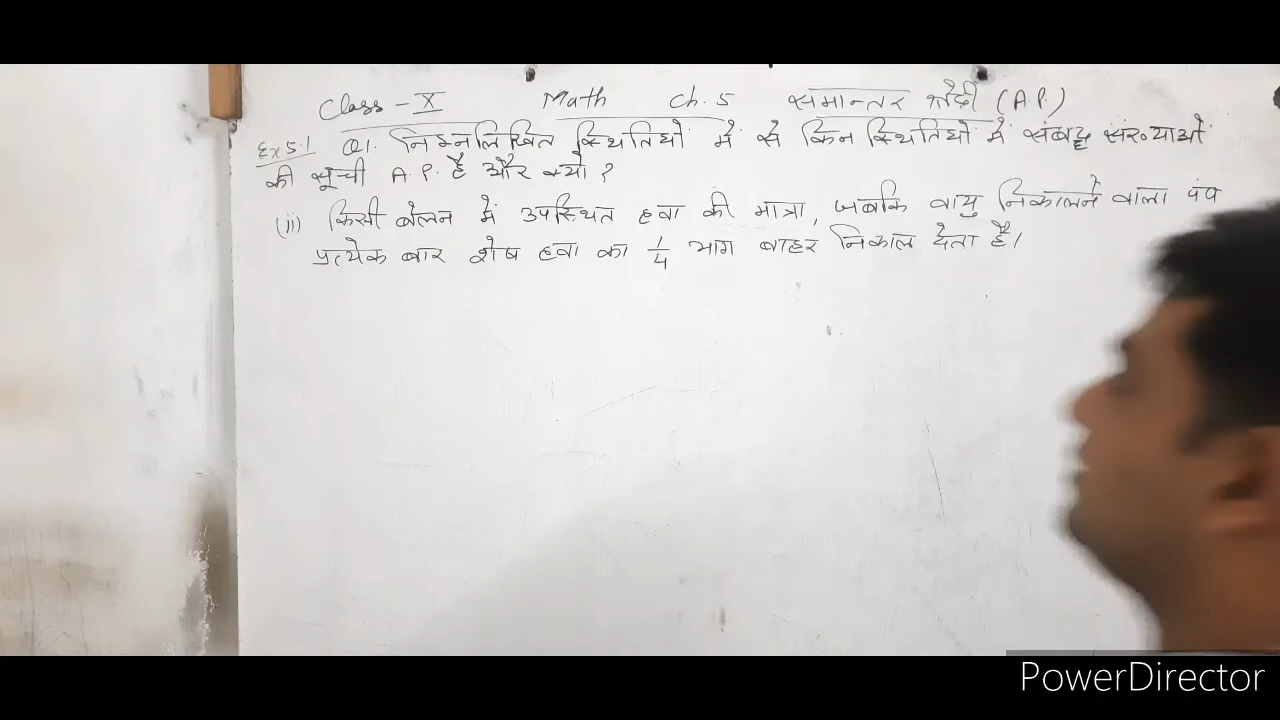 Class - X Math Ch. 5 समान्तर श्रेढ़ी (A.P.)
Ex 5.1 Q1. निम्नलिखित स्थितियों में से किन स्थितियों में संबद्ध संख्याओं
की सूची A.P. है और क्यों ?
(ii) किसी बेलन में उपस्थित हवा की मात्रा, जबकि वायु निकालने वाला पंप
प्रत्येक बार शेष हवा का 1/4 भाग बाहर निकाल देता है।
PowerDirector